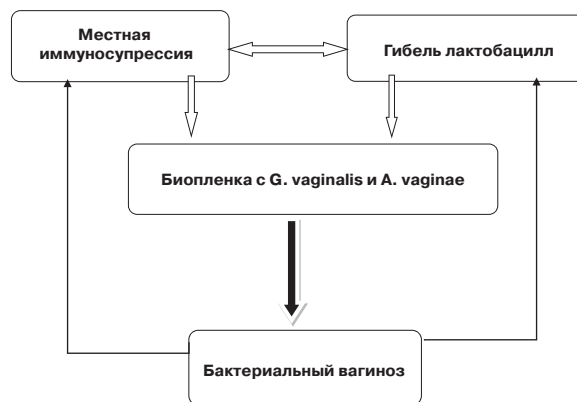 Местная
иммуносупрессия
Гибель лактобацилл
Биопленка с G. vaginalis и A. vaginae
Бактериальный вагиноз